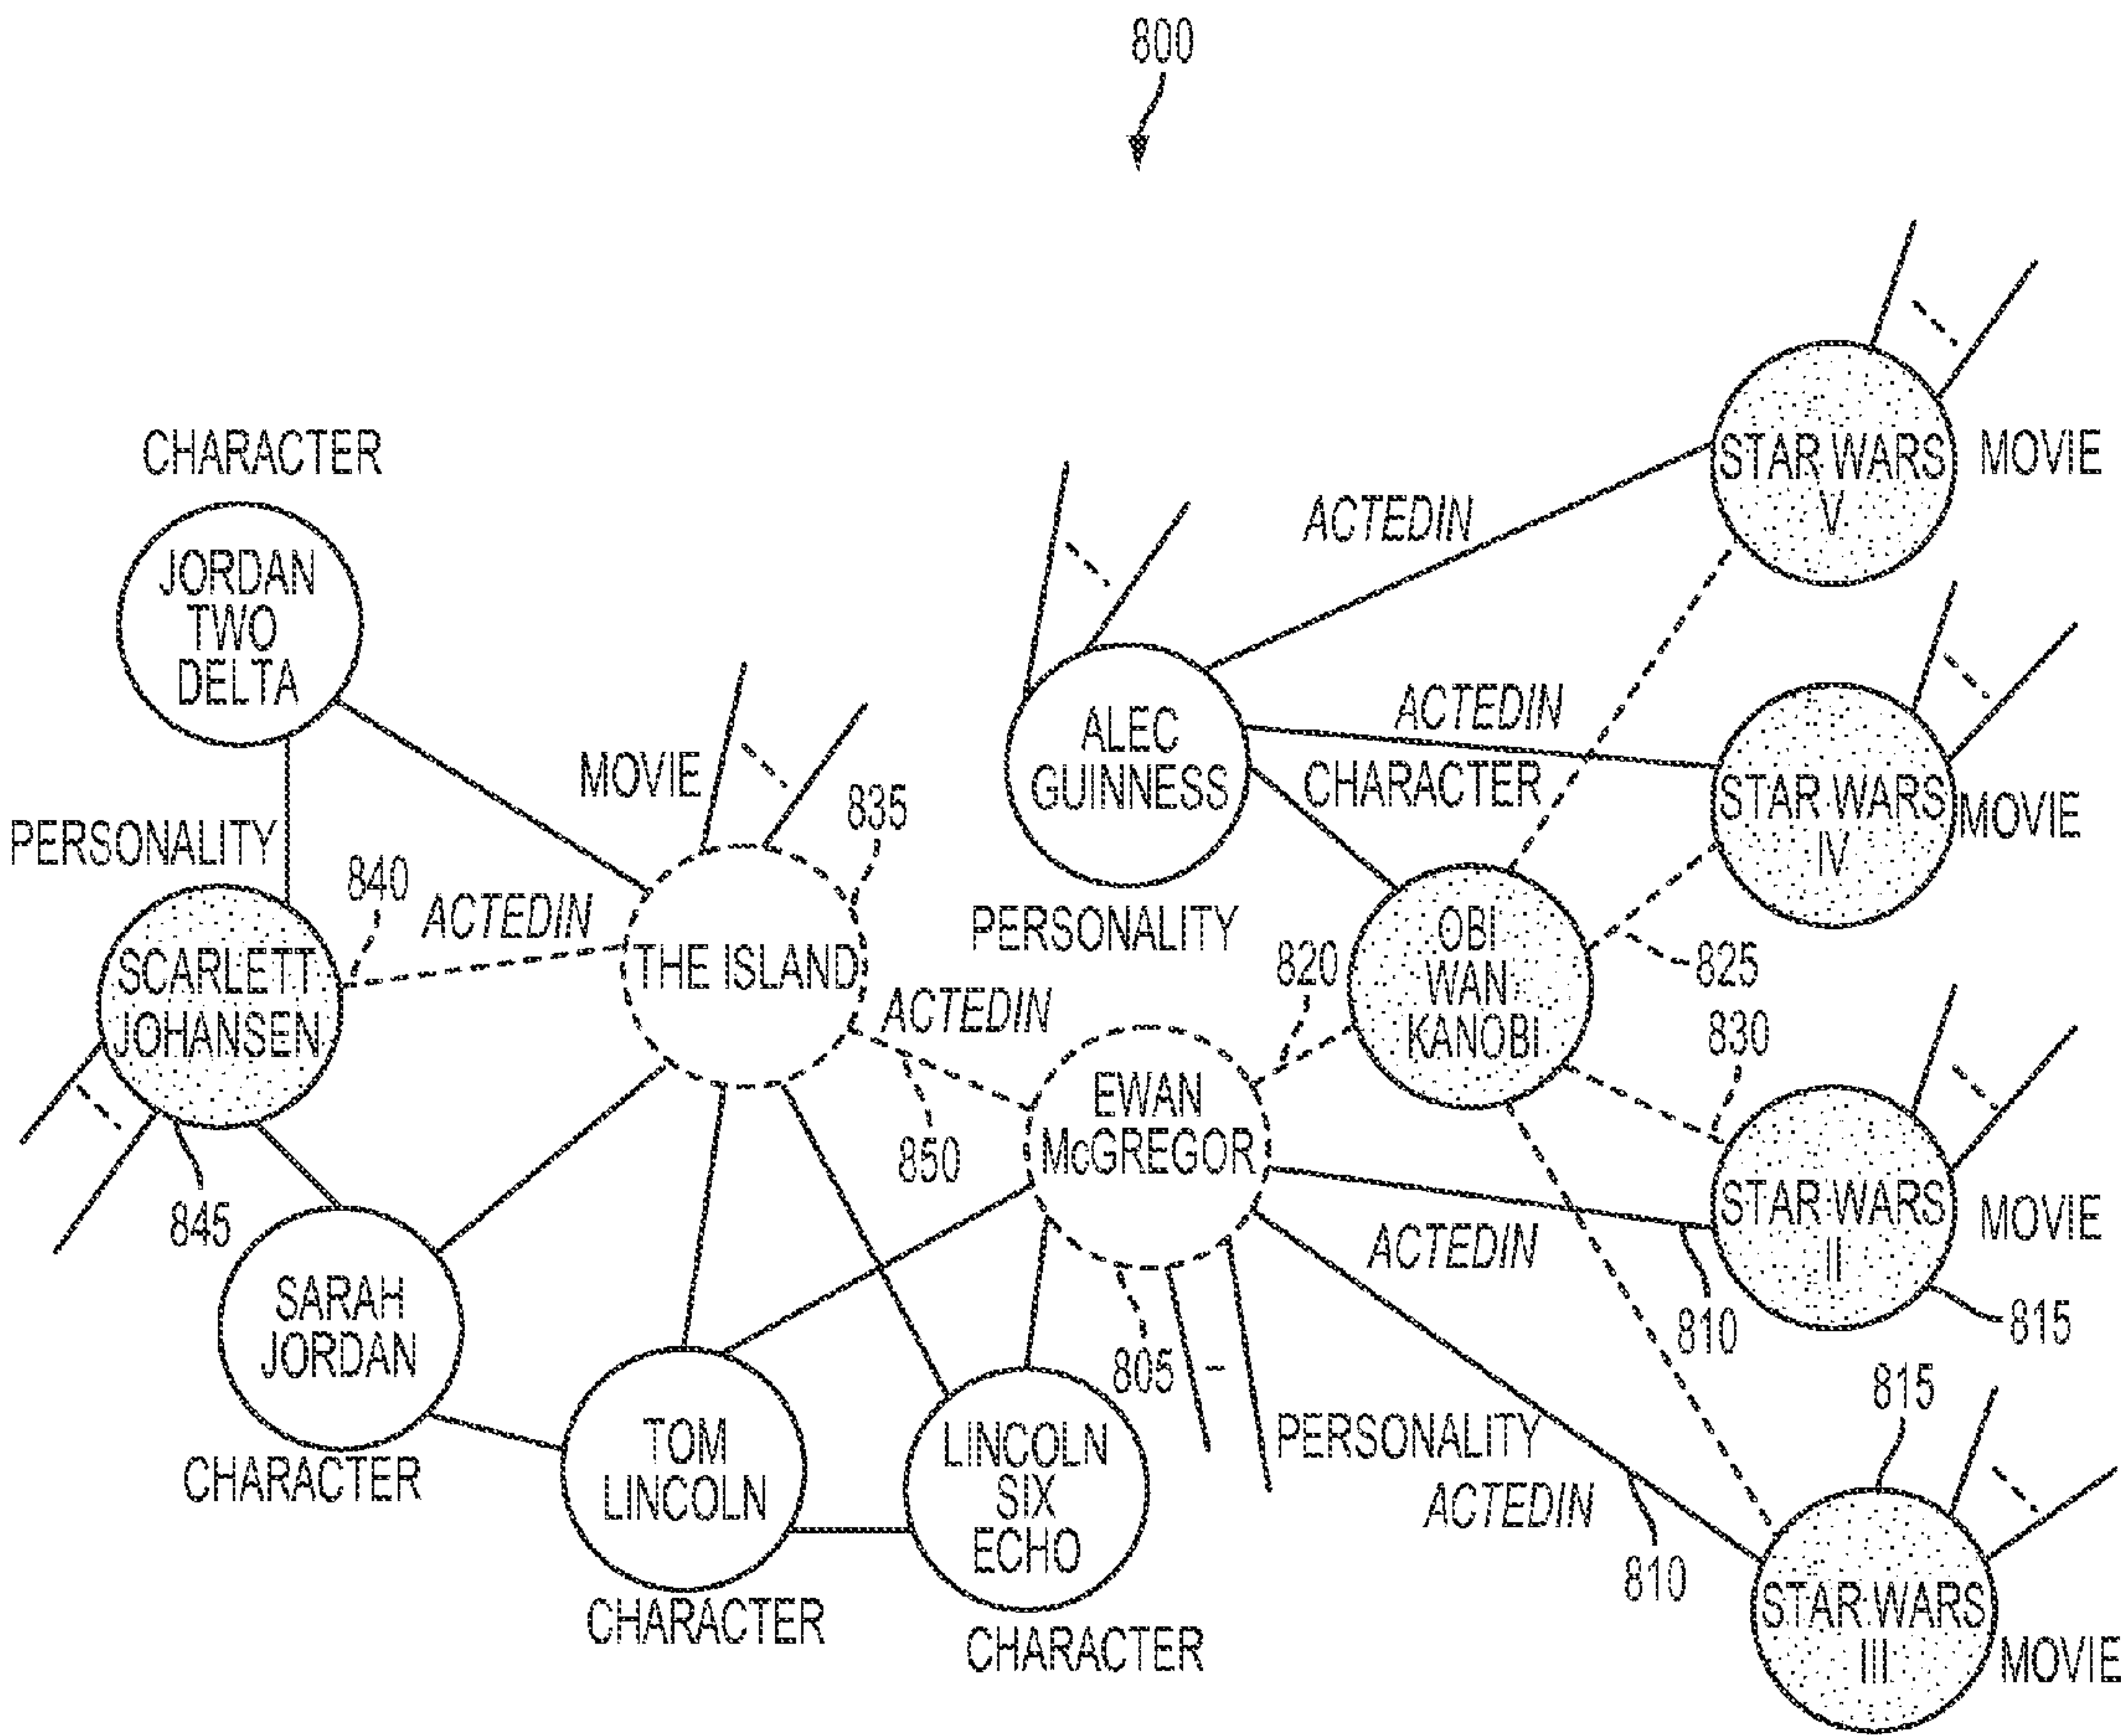 800
CHARACTER
JORDAN
TWO
DELTA
PERSONALITY
840
ACTEDIN
SCARLETT
JOHANSEN
845
MOVIE
835
THE ISLAND
ACTEDIN
850
SARAH
JORDAN
CHARACTER
TOM
LINCOLN
CHARACTER
LINCOLN
SIX
ECHO
CHARACTER
ALEC
GUINNESS
PERSONALITY
ACTEDIN
ACTEDIN
CHARACTER
OBI
WAN
KANOBI
820
825
830
EWAN
McGREGOR
805
PERSONALITY
ACTEDIN
810
ACTEDIN
810
STAR WARS
V
MOVIE
STAR WARS
IV
MOVIE
STAR WARS
II
MOVIE
815
815
STAR WARS
III
MOVIE